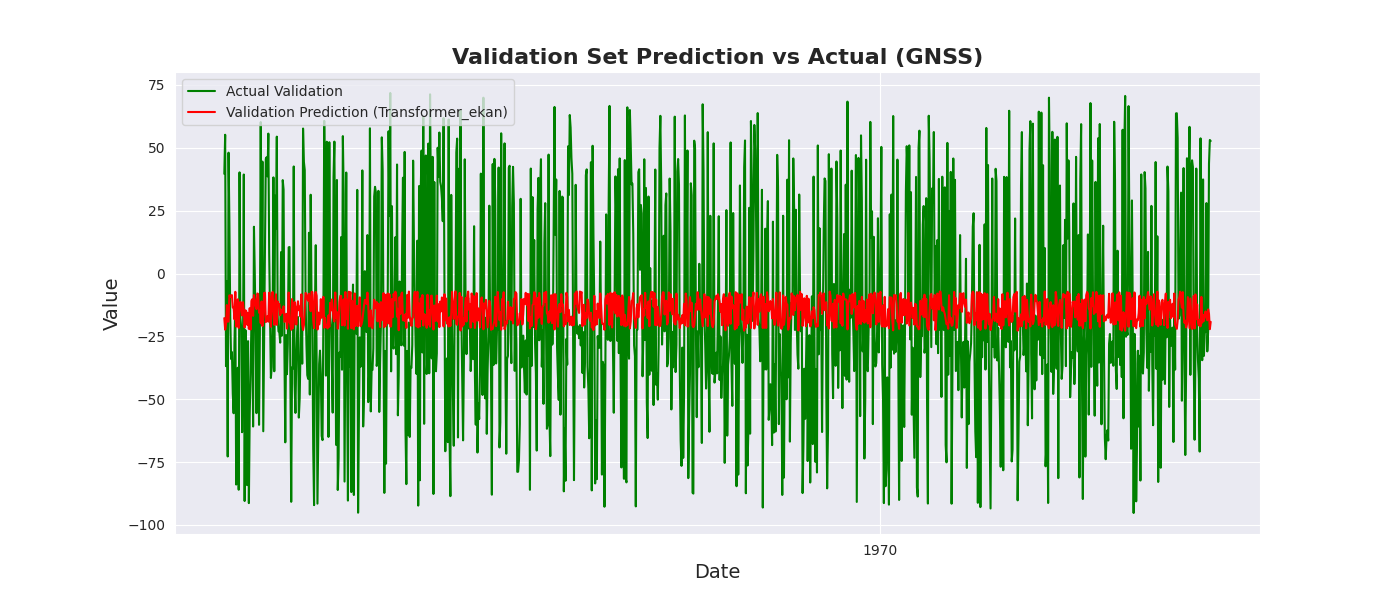 Validation Set Prediction vs Actual (GNSS)
Actual Validation
Validation Prediction (Transformer_ekan)
75
50
25
0
−25
−50
−75
−100
Value
1970
Date